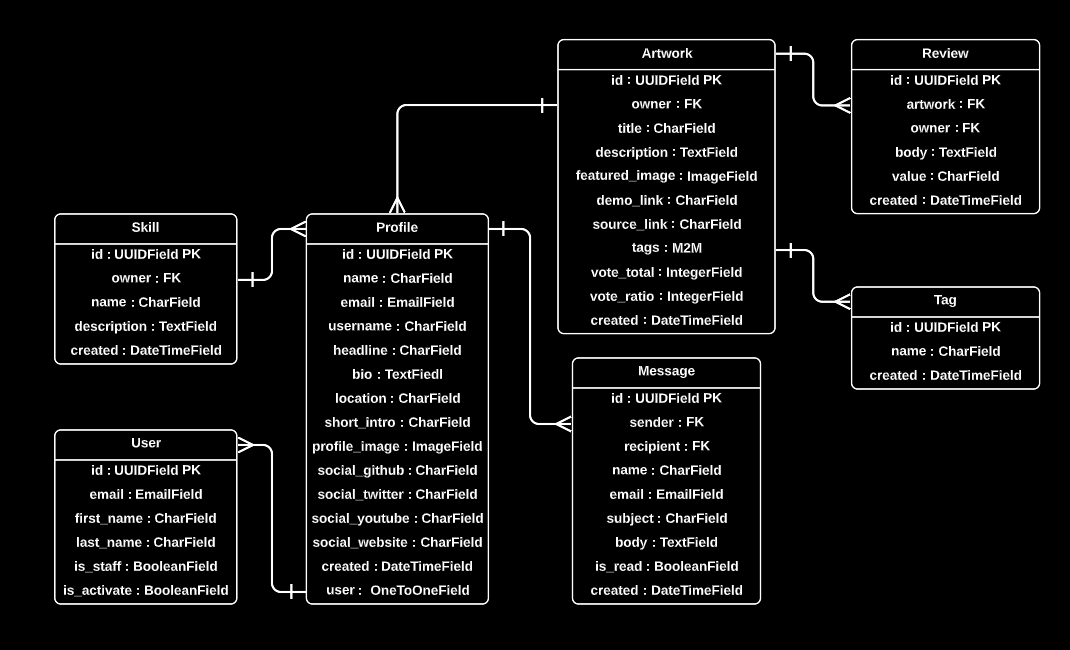 Artwork
id : UUIDField PK
owner : FK
title : CharField
description : TextField
featured_image : ImageField
demo_link : CharField
source_link : CharField
tags : M2M
vote_total : IntegerField
vote_ratio : IntegerField
created : DateTimeField
Review
id : UUIDField PK
artwork : FK
owner : FK
body : TextField
value : CharField
created : DateTimeField
Skill
id : UUIDField PK
owner : FK
name : CharField
description : TextField
created : DateTimeField
Profile
id : UUIDField PK
name : CharField
email : EmailField
username : CharField
headline : CharField
bio : TextFiedl
location : CharField
short_intro : CharField
profile_image : ImageField
social_github : CharField
social_twitter : CharField
social_youtube : CharField
social_website : CharField
created : DateTimeField
user : OneToOneField
Tag
id : UUIDField PK
name : CharField
created : DateTimeField
Message
id : UUIDField PK
sender : FK
recipient : FK
name : CharField
email : EmailField
subject : CharField
body : TextField
is_read : BooleanField
created : DateTimeField
User
id : UUIDField PK
email : EmailField
first_name : CharField
last_name : CharField
is_staff : BooleanField
is_activate : BooleanField